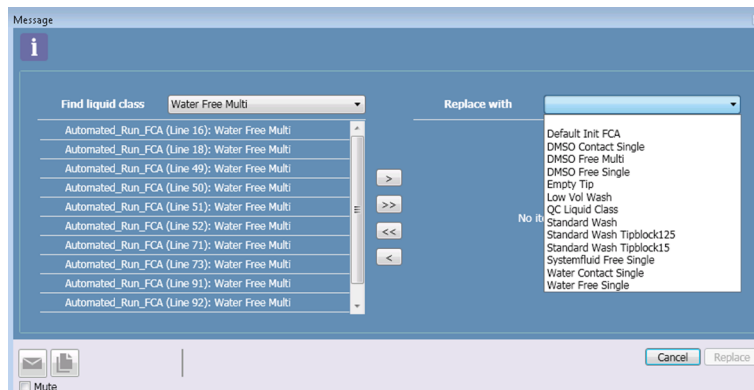 Message
i
Find liquid class
Water Free Multi
Replace with
Automated_Run_FCA (Line 16): Water Free Multi
Automated_Run_FCA (Line 18): Water Free Multi
Automated_Run_FCA (Line 49): Water Free Multi
Automated_Run_FCA (Line 50): Water Free Multi
Automated_Run_FCA (Line 51): Water Free Multi
Automated_Run_FCA (Line 52): Water Free Multi
Automated_Run_FCA (Line 71): Water Free Multi
Automated_Run_FCA (Line 73): Water Free Multi
Automated_Run_FCA (Line 91): Water Free Multi
Automated_Run_FCA (Line 92): Water Free Multi
>
>>
<<
<
No ite
Default Init FCA
DMSO Contact Single
DMSO Free Multi
DMSO Free Single
Empty Tip
Low Vol Wash
QC Liquid Class
Standard Wash
Standard Wash Tipblock125
Standard Wash Tipblock15
Systemfluid Free Single
Water Contact Single
Water Free Single
Cancel
Replace
Mute